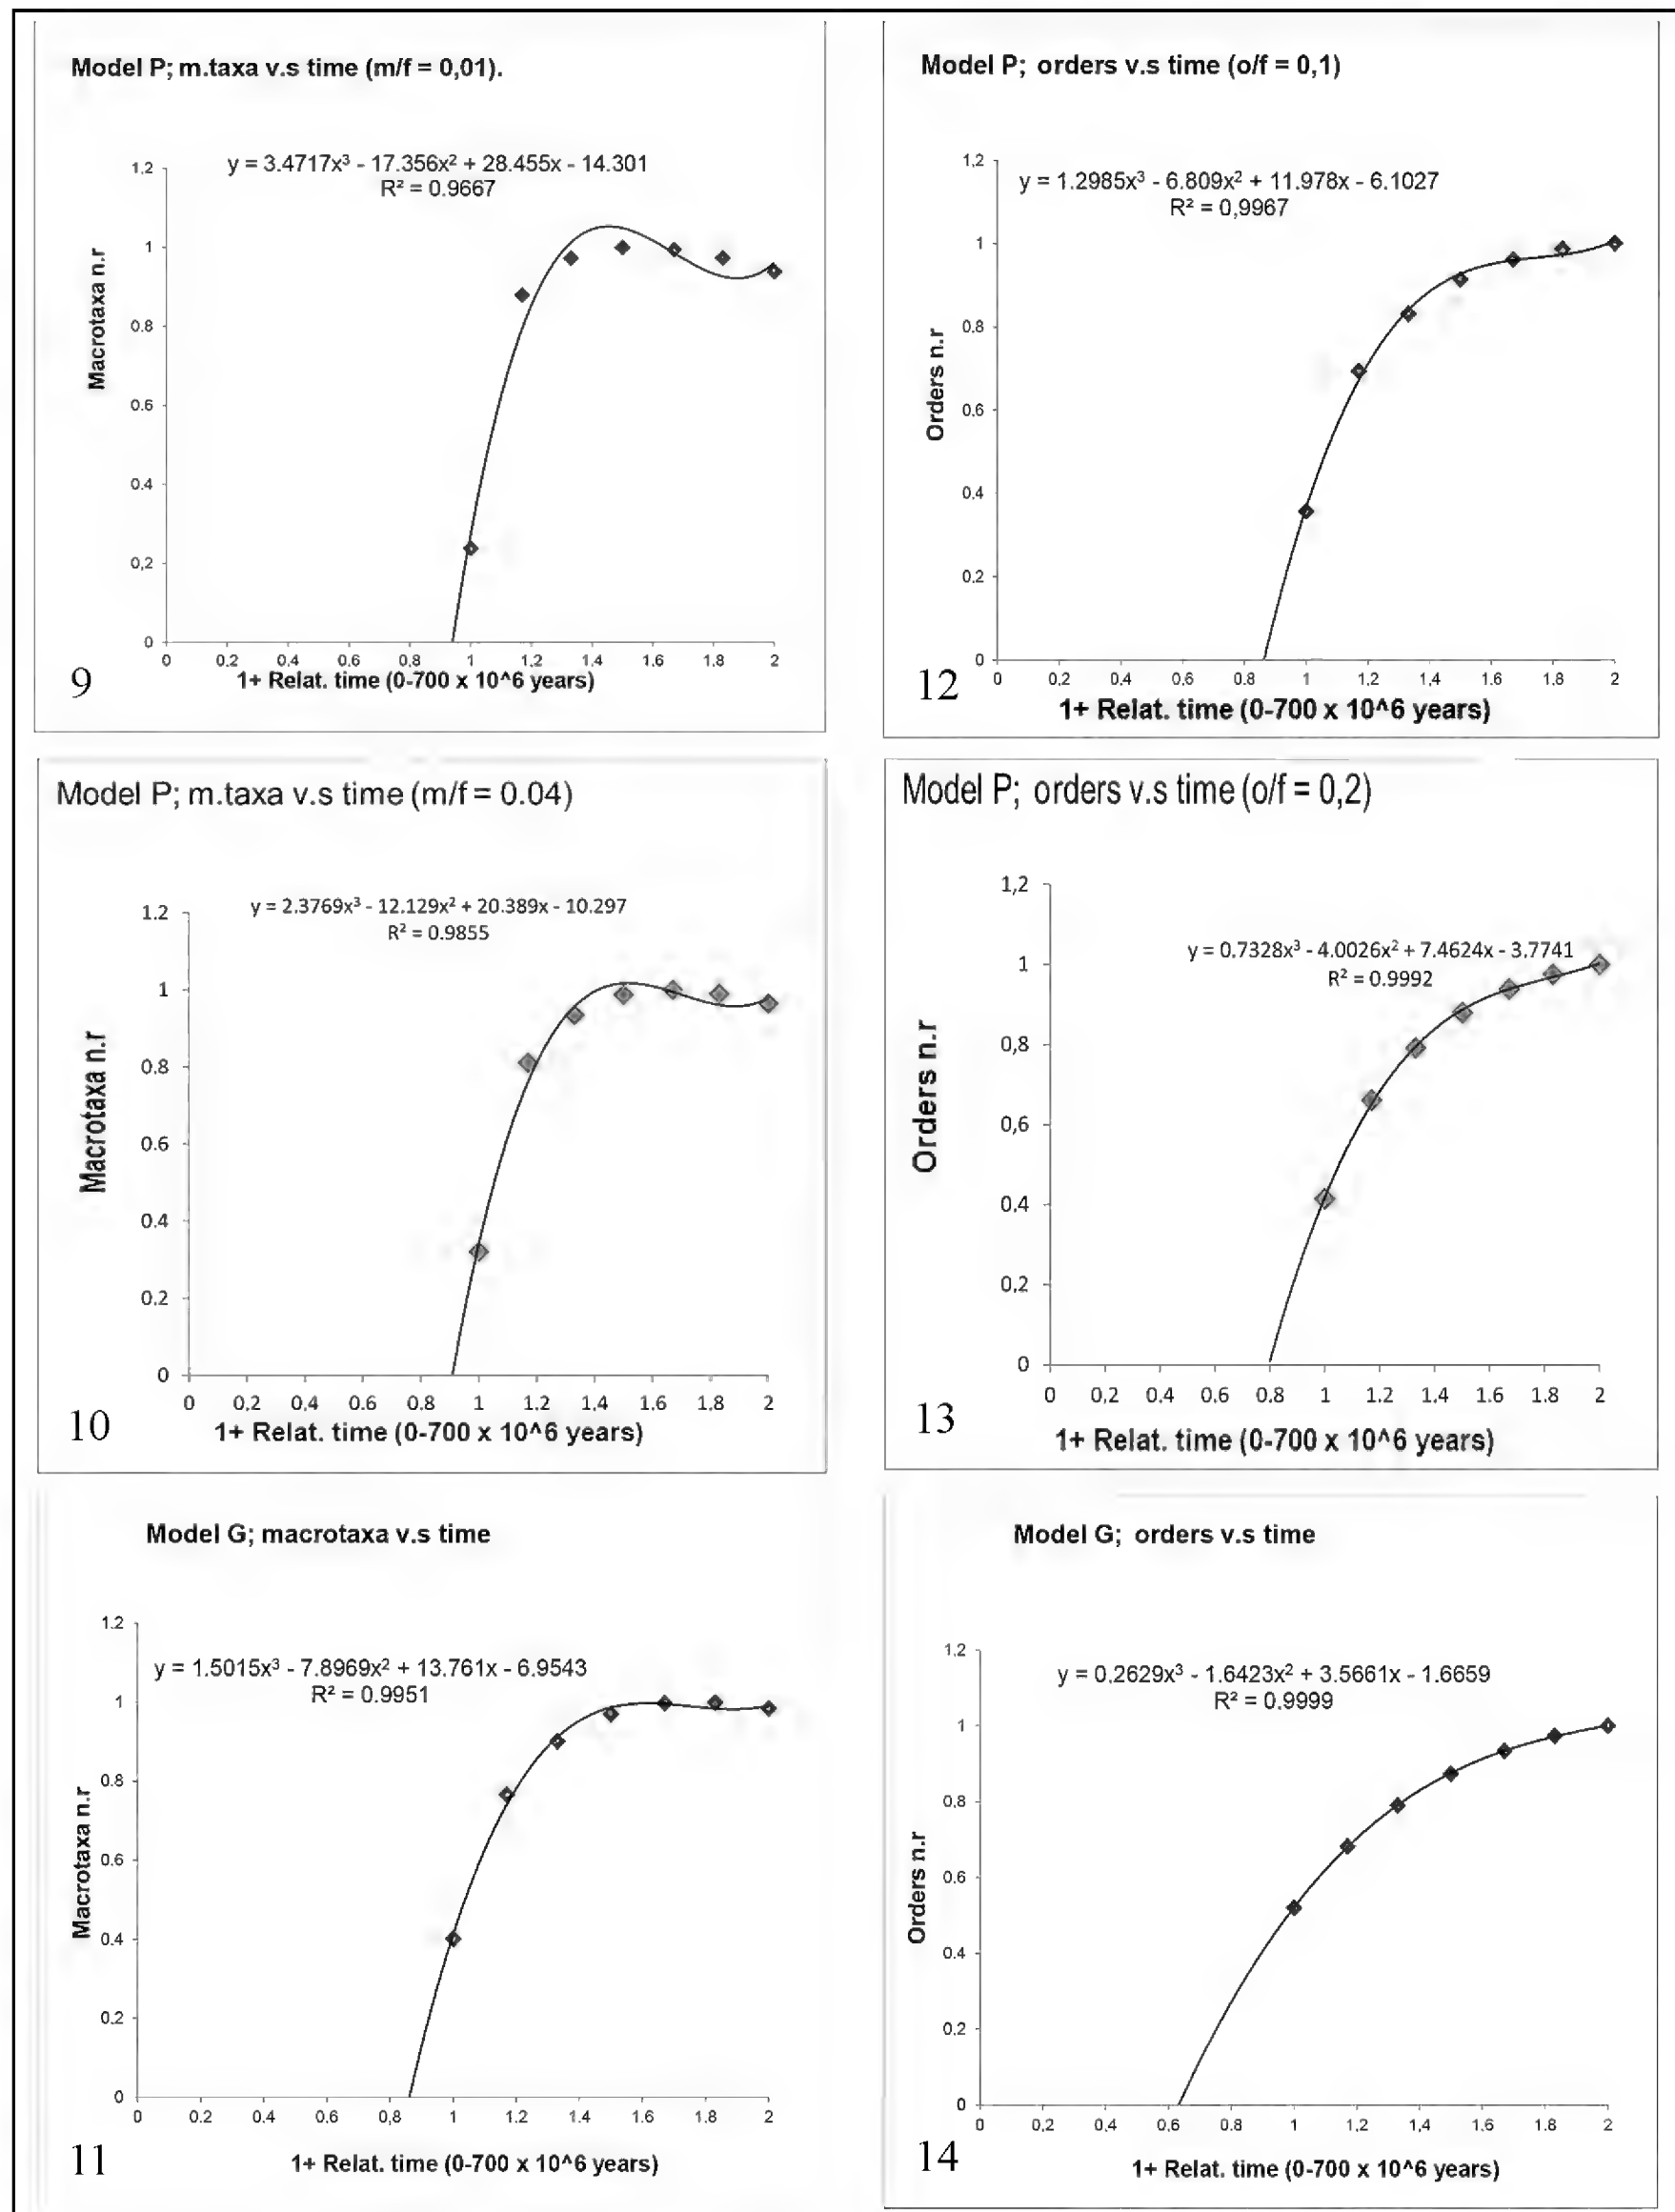 Model P; m.taxa v.s time (m/f = 0,01).
y = 3.4717x³ - 17.356x² + 28.455x - 14.301
R² = 0.9667
Macrotaxa n.r
1,2
1
0.8
0.6
0.4
0,2
0
0 0.2 0.4 0.6 0.8 1 1.2 1,4 1.6 1.8 2
1+ Relat. time (0-700 x 10^6 years)
9
Model P; orders v.s time (o/f = 0,1)
y = 1.2985x³ - 6.809x² + 11.978x - 6.1027
R² = 0,9967
Orders n.r
1,2
1
0.8
0.6
0.4
0.2
0
0 0,2 0.4 0.6 0.8 1 1.2 1,4 1.6 1.8 2
1+ Relat. time (0-700 x 10^6 years)
12
Model P; m.taxa v.s time (m/f = 0.04)
y = 2.3769x³ - 12.129x² + 20.389x - 10.297
R² = 0.9855
Macrotaxa n.r
1.2
1
0.8
0.6
0.4
0.2
0
0 0.2 0.4 0.6 0.8 1 1.2 1.4 1.6 1.8 2
1+ Relat. time (0-700 x 10^6 years)
10
Model P; orders v.s time (o/f = 0,2)
y = 0.7328x³ - 4.0026x² + 7.4624x - 3.7741
R² = 0.9992
Orders n.r
1,2
1
0,8
0,6
0,4
0,2
0
0 0,2 0,4 0.6 0.8 1 1.2 1,4 1.6 1.8 2
1+ Relat. time (0-700 x 10^6 years)
13
Model G; macrotaxa v.s time
y = 1.5015x³ - 7.8969x² + 13.761x - 6.9543
R² = 0.9951
Macrotaxa n.r
1.2
1
0.8
0.6
0.4
0.2
0
0 0.2 0.4 0.6 0,8 1 1.2 1.4 1.6 1.8 2
1+ Relat. time (0-700 x 10^6 years)
11
Model G; orders v.s time
y = 0,2629x³ - 1.6423x² + 3.5661x - 1.6659
R² = 0.9999
Orders n.r
1.2
1
0.8
0.6
0.4
0.2
0
0 0,2 0.4 0.6 0.8 1 1,2 1,4 1.6 1.8 2
1+ Relat. time (0-700 x 10^6 years)
14